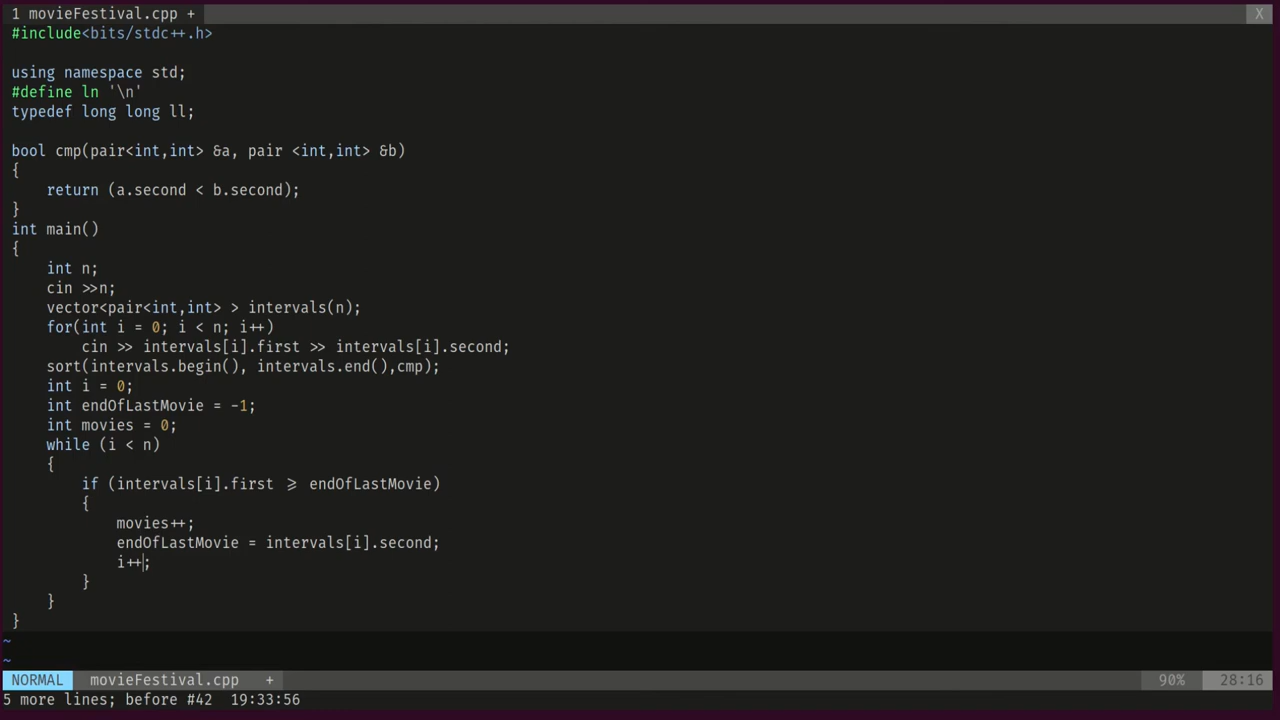 1 movieFestival.cpp + X
#include<bits/stdc++.h>
using namespace std;
#define ln '\n'
typedef long long ll;
bool cmp(pair<int,int> &a, pair <int,int> &b)
{
    return (a.second < b.second);
}
int main()
{
    int n;
    cin >>n;
    vector<pair<int,int> > intervals(n);
    for(int i = 0; i < n; i++)
        cin >> intervals[i].first >> intervals[i].second;
    sort(intervals.begin(), intervals.end(),cmp);
    int i = 0;
    int endOfLastMovie = -1;
    int movies = 0;
    while (i < n)
    {
        if (intervals[i].first >= endOfLastMovie)
        {
            movies++;
            endOfLastMovie = intervals[i].second;
            i++;
        }
    }
}
~
~
NORMAL movieFestival.cpp + 90% 28:16
5 more lines; before #42 19:33:56